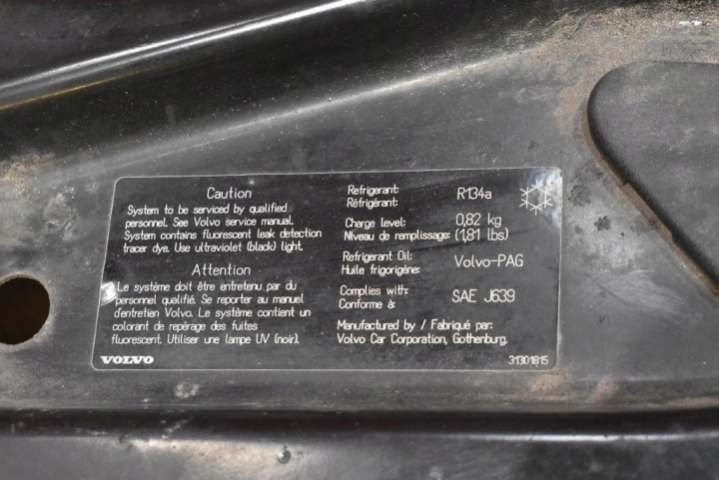 Caution
System to be serviced by qualified
personnel. See Volvo service manual.
System contains fluorescent leak detection
tracer dye. Use ultraviolet (black) light.
Attention
Le système doit être entretenu par du
personnel qualifié. Se reporter au manuel
d'entretien Volvo. Le système contient un
colorant de repérage des fuites
fluorescent. Utiliser une lampe UV (noir).
VOLVO
Refrigerant: R134a
Réfrigérant:
Charge level: 0,82 kg
Niveau de remplissage: (1,81 lbs)
Refrigerant Oil: Volvo-PAG
Huile frigorigène:
Complies with: SAE J639
Conforme à:
Manufactured by / Fabriqué par:
Volvo Car Corporation, Gothenburg.
31301815